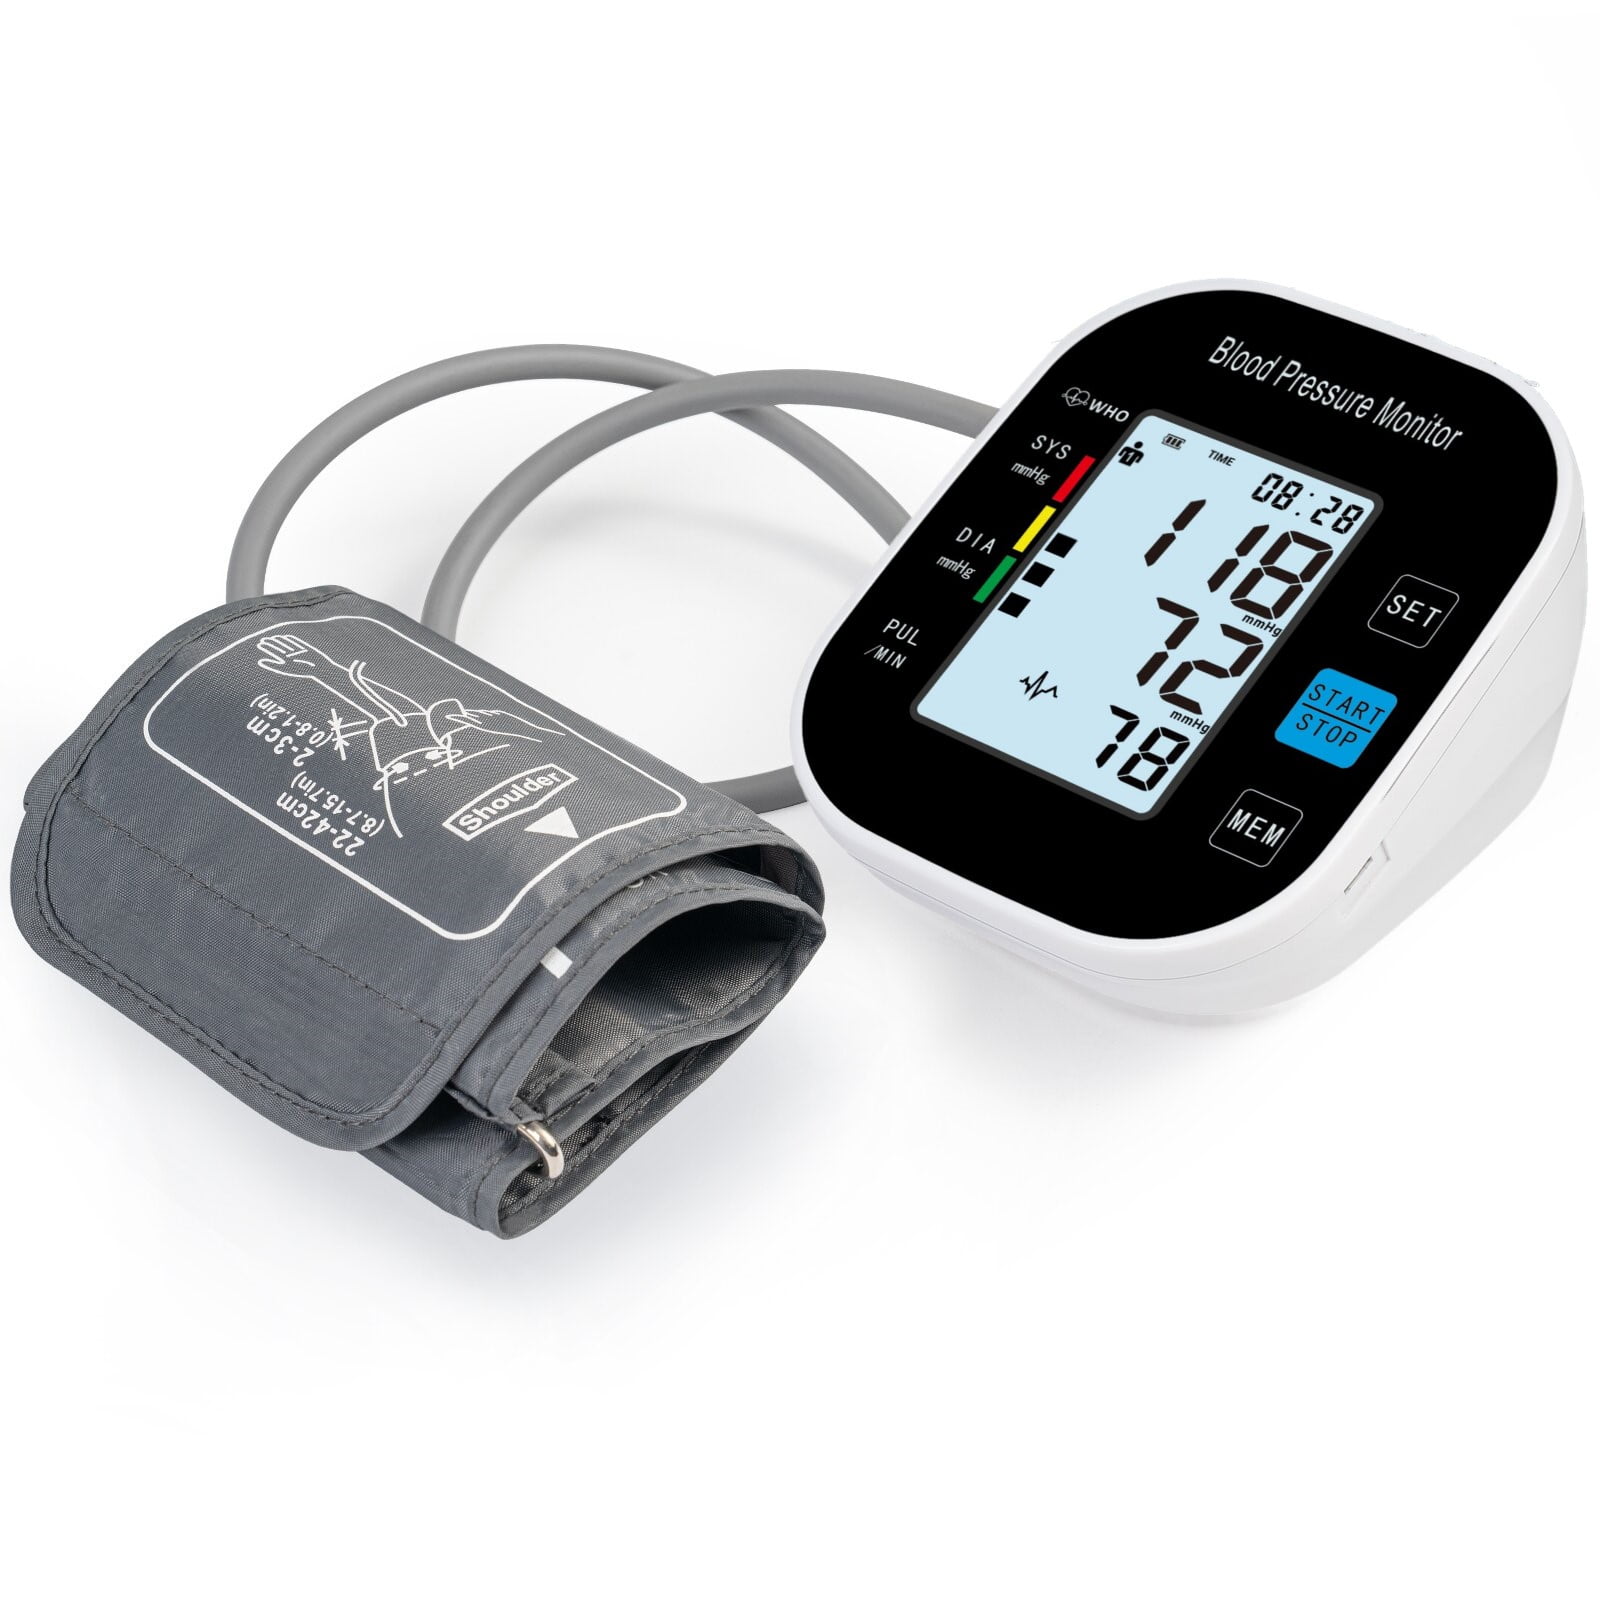 Blood Pressure Monitor
WHO
SYS
mmHg
DIA
mmHg
PUL
/MIN
1
TIME
08:28
118
mmHg
72
mmHg
78
SET
START
STOP
MEM
2-3cm
(0.8-1.2in)
22-42cm
(8.7-15.7in)
Shoulder